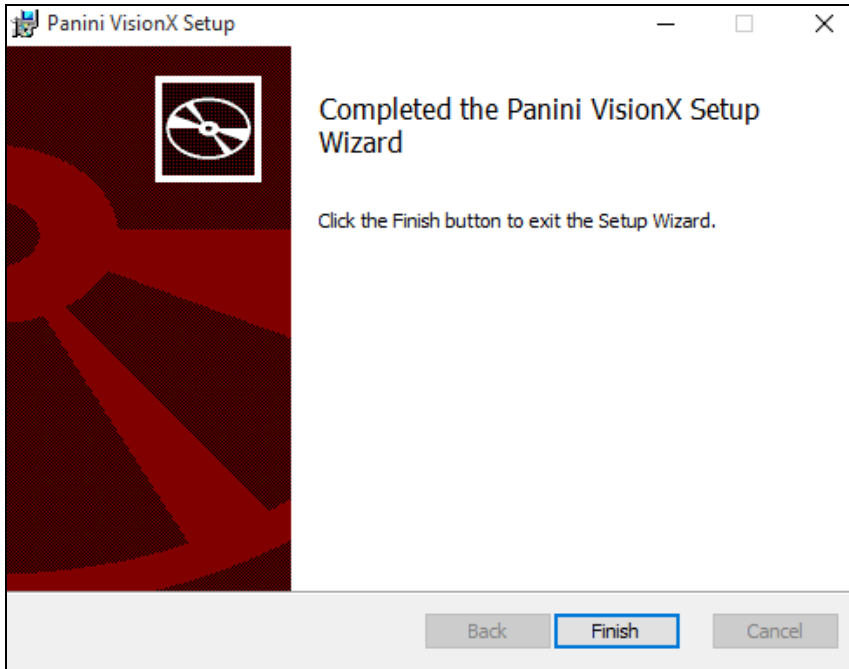 Panini VisionX Setup
Completed the Panini VisionX Setup
Wizard
Click the Finish button to exit the Setup Wizard.
Back
Finish
Cancel